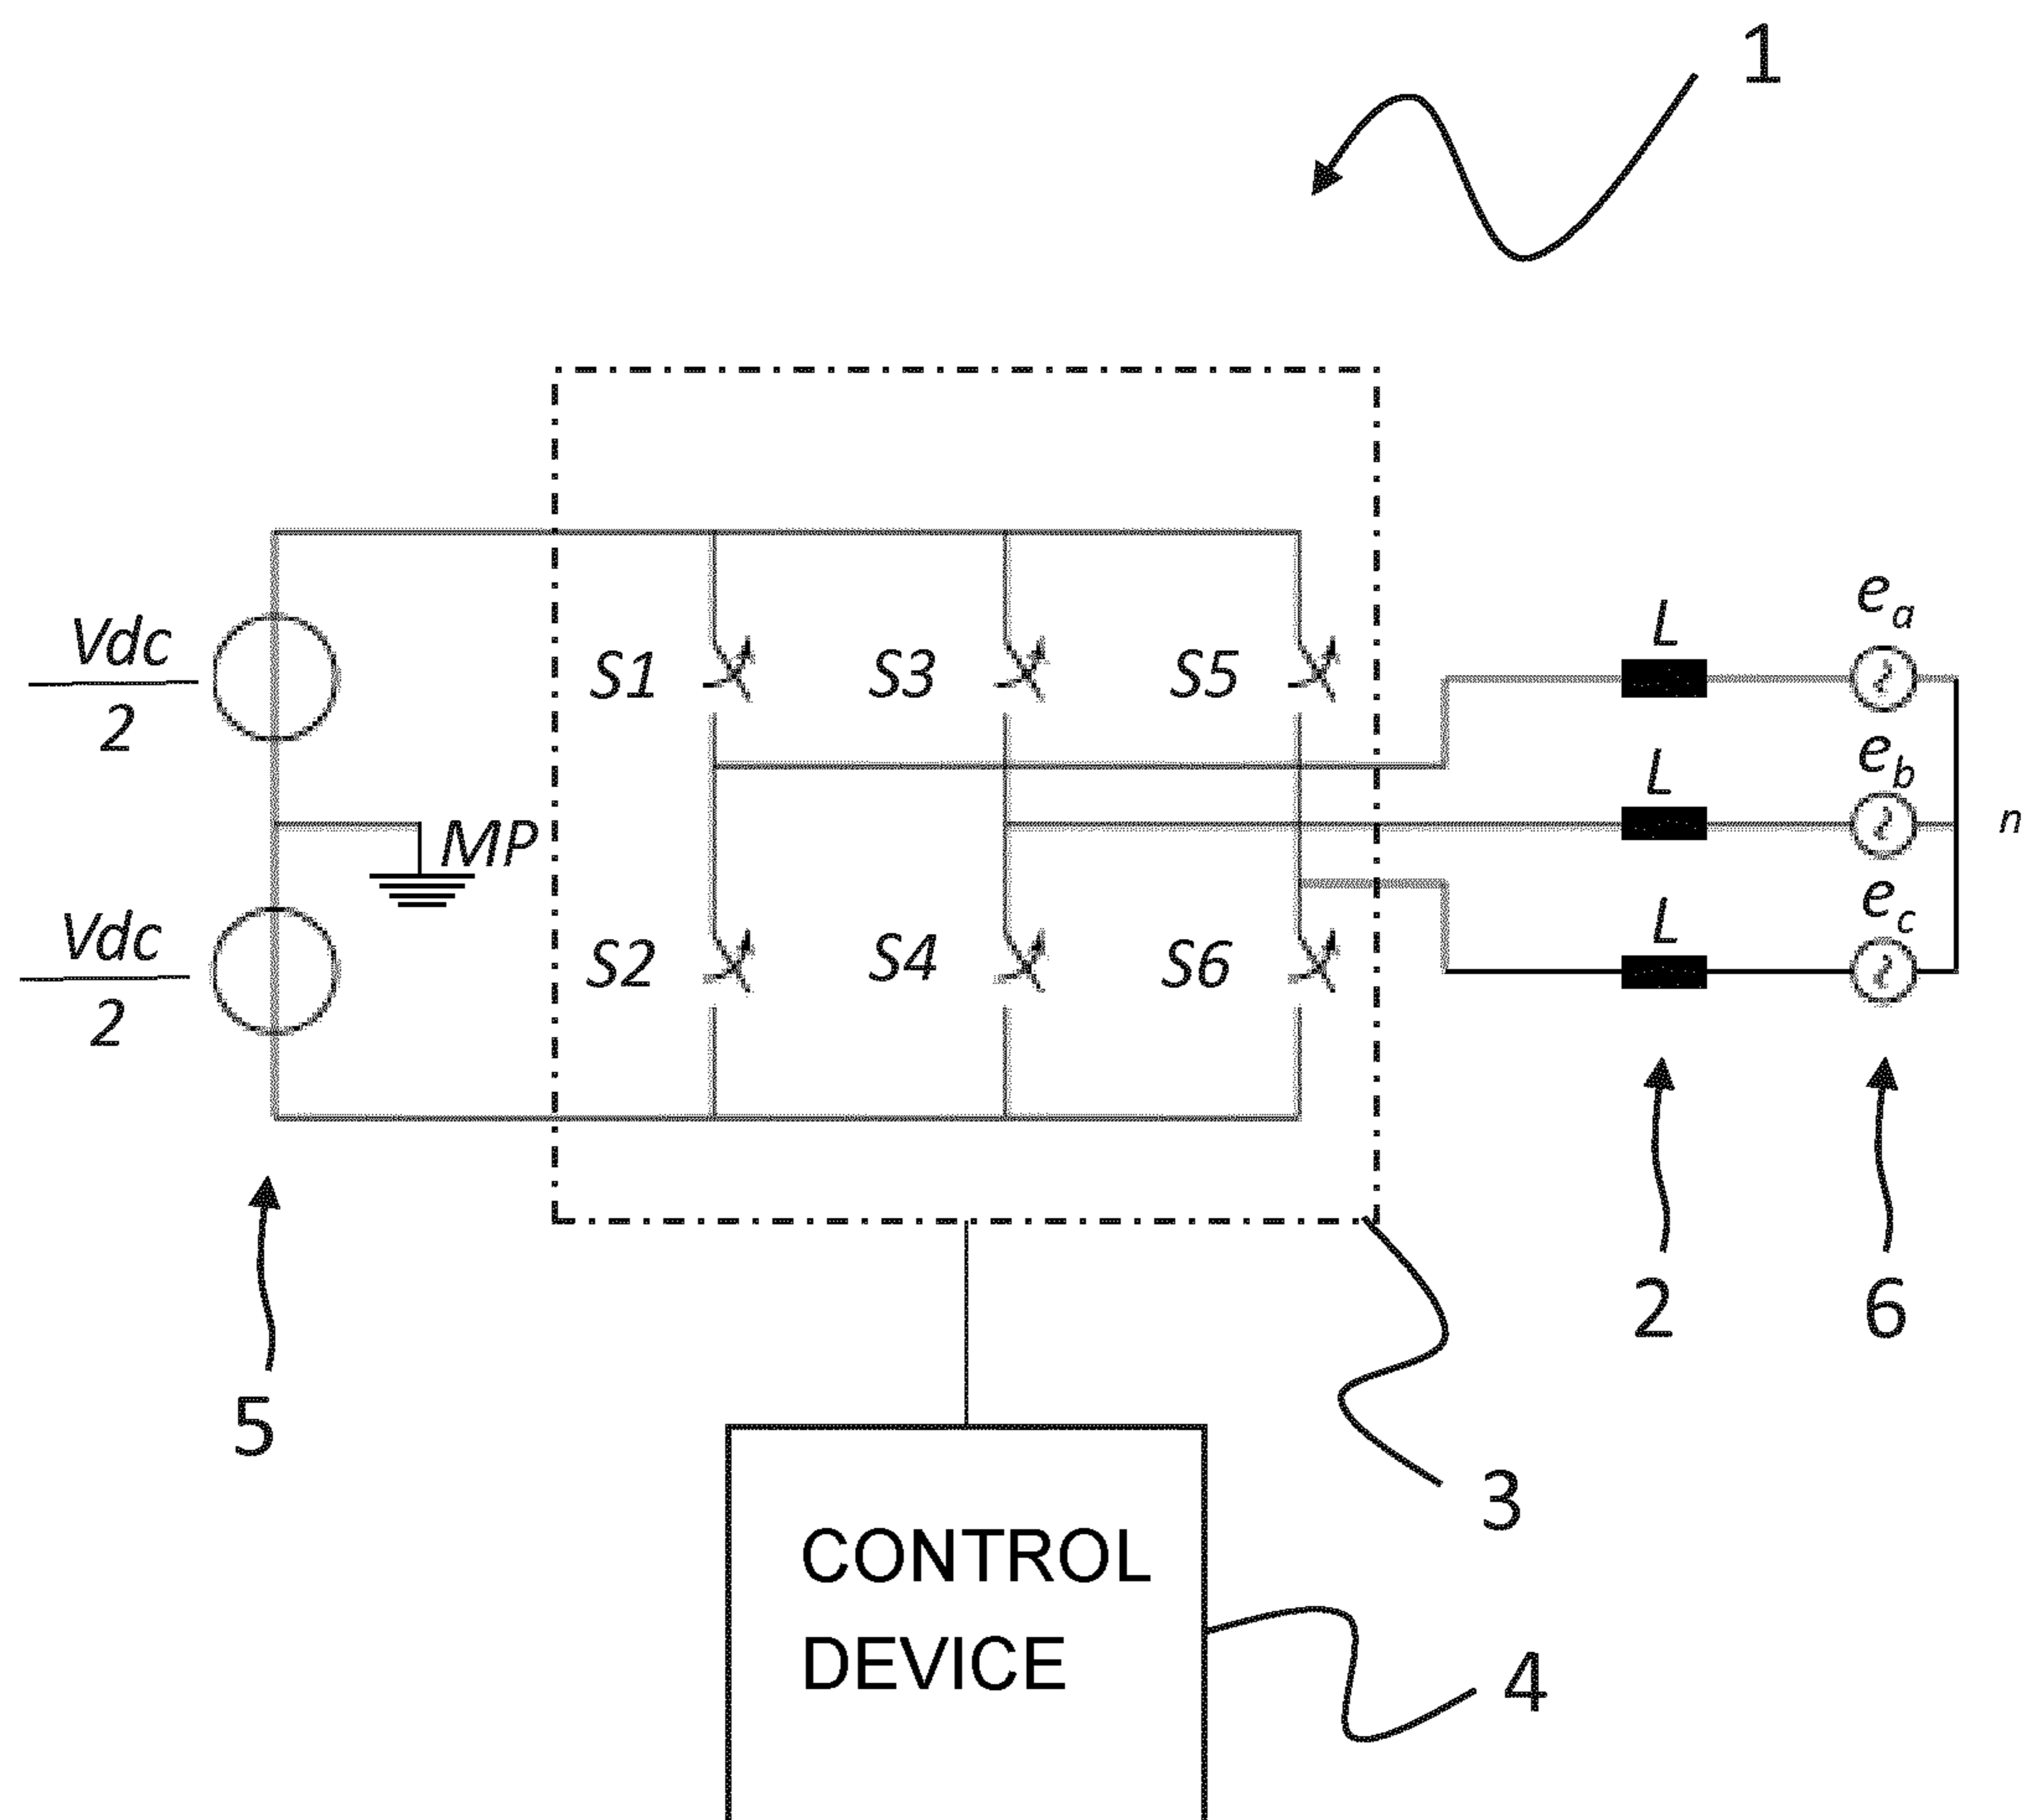 1
Vdc
2
S1
S3
S5
L
e_a
MP
L
e_b
n
Vdc
2
S2
S4
S6
L
e_c
5
2
6
3
CONTROL
DEVICE
4